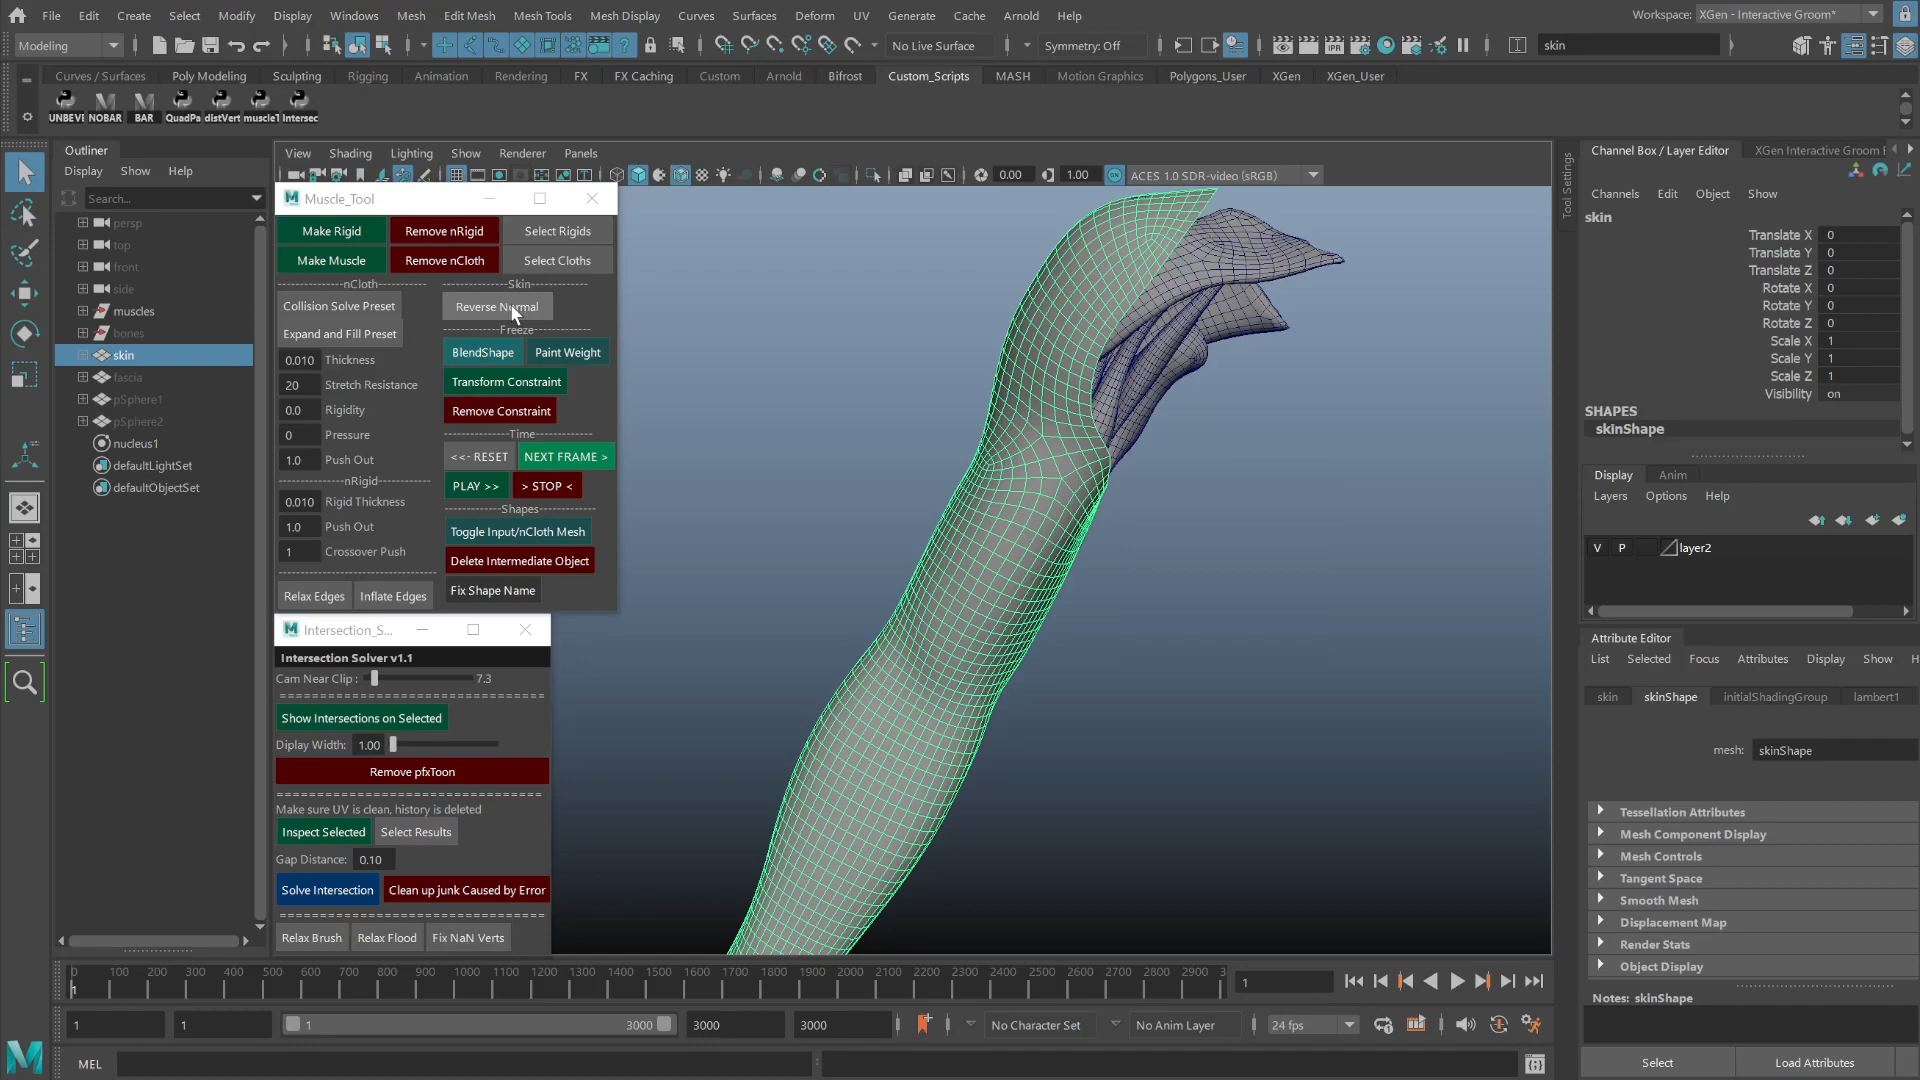 File Edit Create Select Modify Display Windows Mesh Edit Mesh Mesh Tools Mesh Display Curves Surfaces Deform UV Generate Cache Arnold Help
Workspace: XGen - Interactive Groom*
Modeling No Live Surface Symmetry: Off IPR skin
Curves / Surfaces Poly Modeling Sculpting Rigging Animation Rendering FX FX Caching Custom Arnold Bifrost Custom_Scripts MASH Motion Graphics Polygons_User XGen XGen_User
UNBEVI NOBAR BAR QuadPa distVert muscleT Intersec
Outliner
Display Show Help
Search...
persp
top
front
side
muscles
bones
skin
fascia
pSphere1
pSphere2
nucleus1
defaultLightSet
defaultObjectSet
View Shading Lighting Show Renderer Panels
0.00 1.00 ON ACES 1.0 SDR-video (sRGB)
Muscle_Tool
Make Rigid Remove nRigid Select Rigids
Make Muscle Remove nCloth Select Cloths
nCloth
Collision Solve Preset
Expand and Fill Preset
0.010 Thickness
20 Stretch Resistance
0.0 Rigidity
0 Pressure
1.0 Push Out
nRigid
0.010 Rigid Thickness
1.0 Push Out
1 Crossover Push
Relax Edges Inflate Edges
Skin
Reverse Normal
Freeze
BlendShape Paint Weight
Transform Constraint
Remove Constraint
Time
<<- RESET NEXT FRAME >
PLAY >> > STOP <
Shapes
Toggle Input/nCloth Mesh
Delete Intermediate Object
Fix Shape Name
Intersection_S...
Intersection Solver v1.1
Cam Near Clip : 7.3
Show Intersections on Selected
Diplay Width: 1.00
Remove pfxToon
Make sure UV is clean, history is deleted
Inspect Selected Select Results
Gap Distance: 0.10
Solve Intersection Clean up junk Caused by Error
Relax Brush Relax Flood Fix NaN Verts
Tool Settings
Channel Box / Layer Editor XGen Interactive Groom E
Channels Edit Object Show
skin
Translate X 0
Translate Y 0
Translate Z 0
Rotate X 0
Rotate Y 0
Rotate Z 0
Scale X 1
Scale Y 1
Scale Z 1
Visibility on
SHAPES
skinShape
Display Anim
Layers Options Help
V P layer2
Attribute Editor
List Selected Focus Attributes Display Show H
skin skinShape initialShadingGroup lambert1
mesh: skinShape
Tessellation Attributes
Mesh Component Display
Mesh Controls
Tangent Space
Smooth Mesh
Displacement Map
Render Stats
Object Display
Notes: skinShape
Select Load Attributes
0 100 200 300 400 500 600 700 800 900 1000 1100 1200 1300 1400 1500 1600 1700 1800 1900 2000 2100 2200 2300 2400 2500 2600 2700 2800 2900 3
1 1
1 1 1 3000 3000 3000 No Character Set No Anim Layer 24 fps
MEL